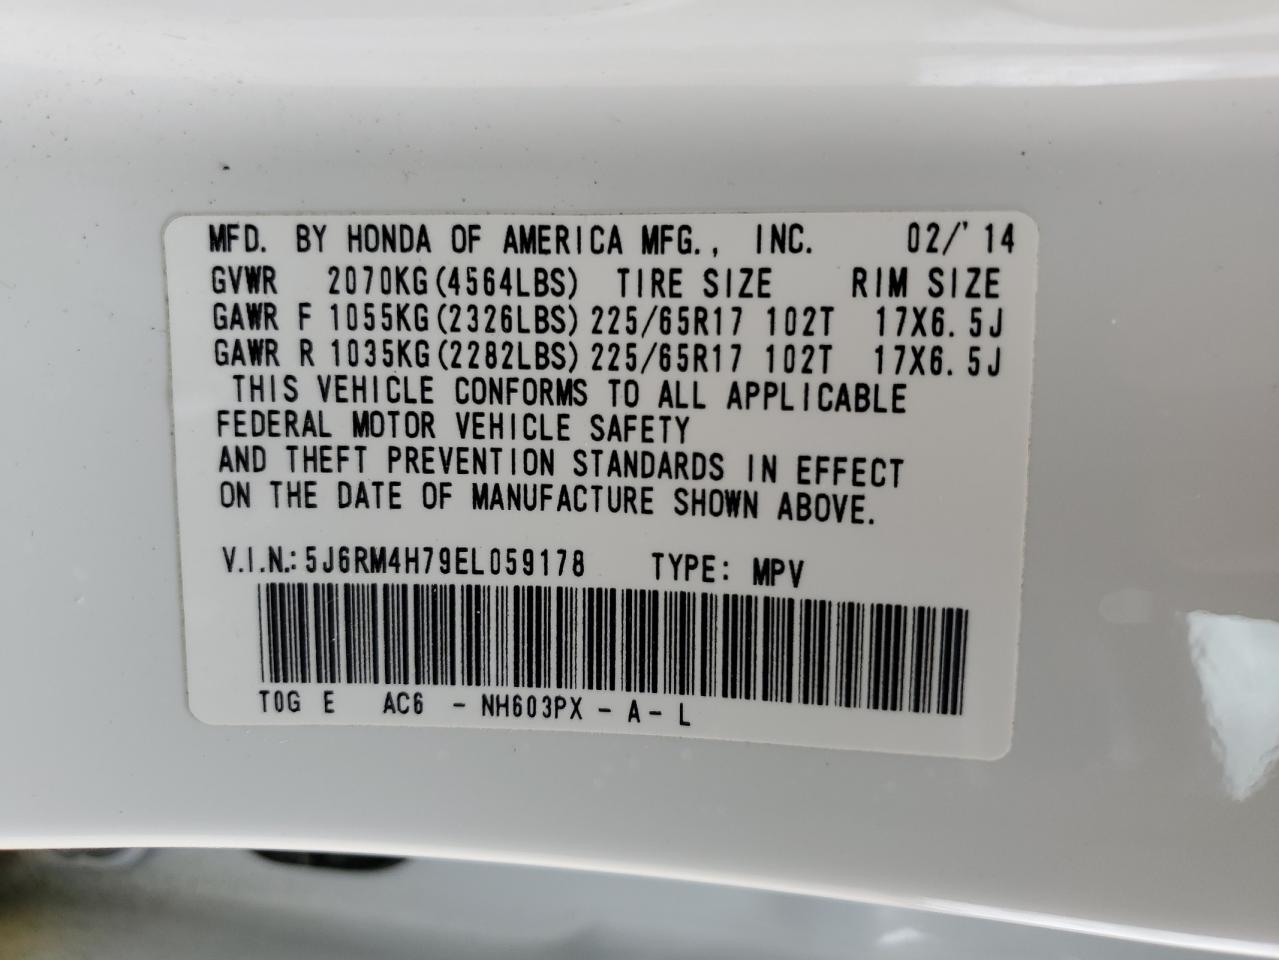 MFD. BY HONDA OF AMERICA MFG., INC. 02/'14
GVWR 2070KG(4564LBS) TIRE SIZE RIM SIZE
GAWR F 1055KG(2326LBS) 225/65R17 102T 17X6.5J
GAWR R 1035KG(2282LBS) 225/65R17 102T 17X6.5J
THIS VEHICLE CONFORMS TO ALL APPLICABLE
FEDERAL MOTOR VEHICLE SAFETY
AND THEFT PREVENTION STANDARDS IN EFFECT
ON THE DATE OF MANUFACTURE SHOWN ABOVE.
V.I.N.: 5J6RM4H79EL059178 TYPE: MPV
T0G E AC6 - NH603PX - A - L